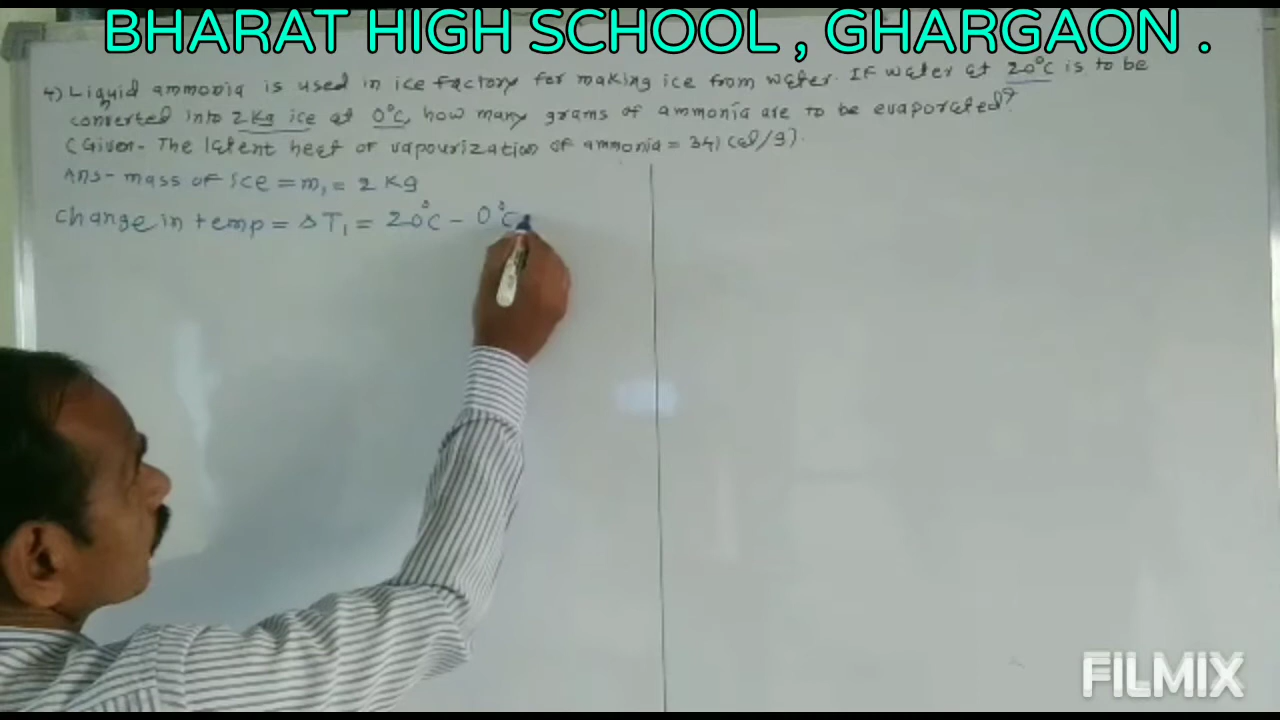 BHARAT HIGH SCHOOL , GHARGAON .
4) Liquid ammonia is used in ice factory for making ice from water. If water at 20°C is to be
converted into 2 kg ice at 0°C, how many grams of ammonia are to be evaporated?
(Given- The latent heat of vapourization of ammonia = 341 cal/g).
Ans- mass of ice = m₁ = 2 kg
Change in temp = ΔT₁ = 20°C - 0°C
FILMIX